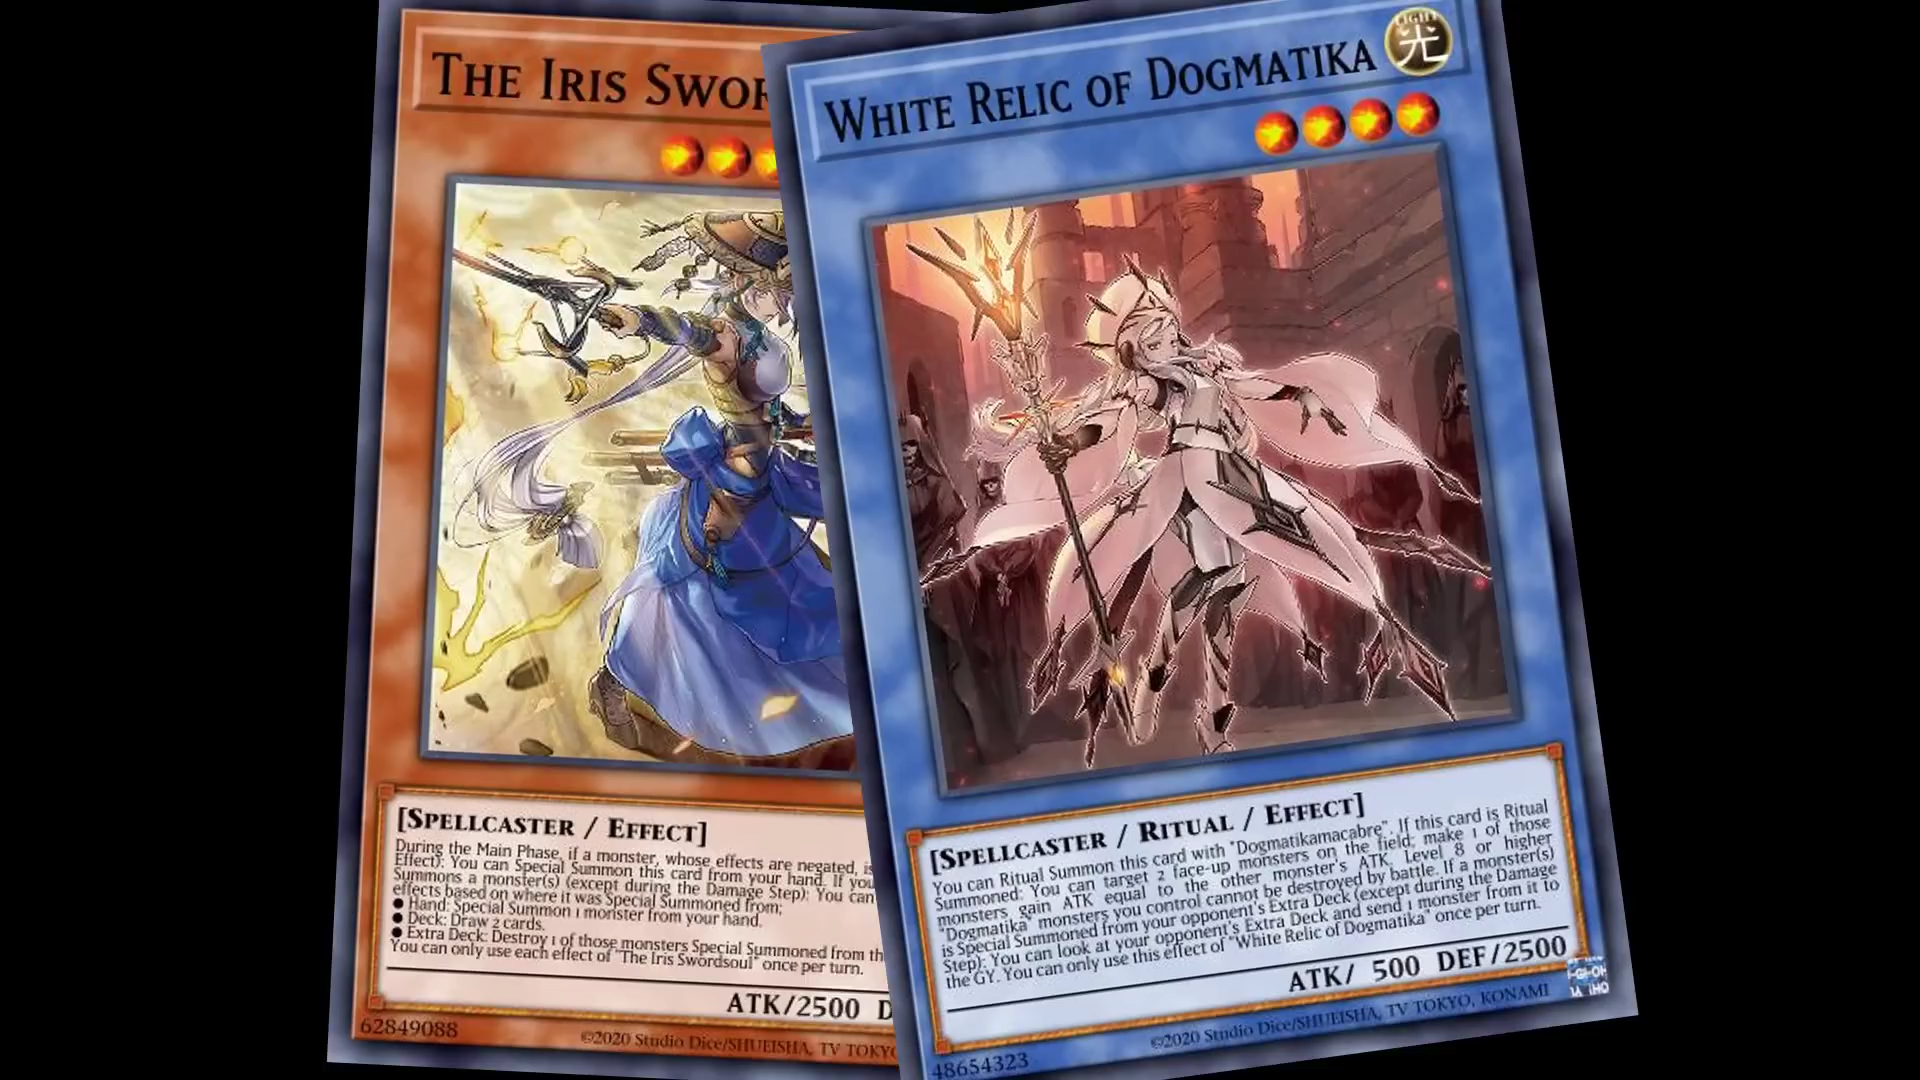 THE IRIS SWOR
[SPELLCASTER / EFFECT]
During the Main Phase, if a monster, whose effects are negated, is
Effect): You can Special Summon this card from your hand. If you
Summons a monster(s) (except during the Damage Step): You can
effects based on where it was Special Summoned from;
● Hand: Special Summon 1 monster from your hand.
● Deck: Draw 2 cards.
● Extra Deck: Destroy 1 of those monsters Special Summoned from th
You can only use each effect of "The Iris Swordsoul" once per turn.
ATK/2500 D
62849088
©2020 Studio Dice/SHUEISHA, TV TOKYO
WHITE RELIC OF DOGMATIKA
LIGHT
光
[SPELLCASTER / RITUAL / EFFECT]
You can Ritual Summon this card with "Dogmatikamacabre". If this card is Ritual
Summoned: You can target 2 face-up monsters on the field; make 1 of those
monsters gain ATK equal to the other monster's ATK. Level 8 or higher
"Dogmatika" monsters you control cannot be destroyed by battle. If a monster(s)
is Special Summoned from your opponent's Extra Deck (except during the Damage
Step): You can look at your opponent's Extra Deck and send 1 monster from it to
the GY. You can only use this effect of "White Relic of Dogmatika" once per turn.
ATK/ 500 DEF/2500
48654323
©2020 Studio Dice/SHUEISHA, TV TOKYO, KONAMI